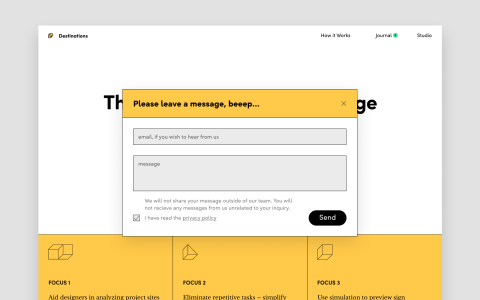 Destinations
How it Works
Journal
Studio
Th
ge
Please leave a message, beeep...
email, if you wish to hear from us
message
We will not share your message outside of our team. You will
not recieve any messages from us unrelated to your inquiry.
I have read the privacy policy
Send
FOCUS 1
FOCUS 2
FOCUS 3
Aid designers in analyzing project sites
Eliminate repetitive tasks – simplify
Use simulation to preview sign